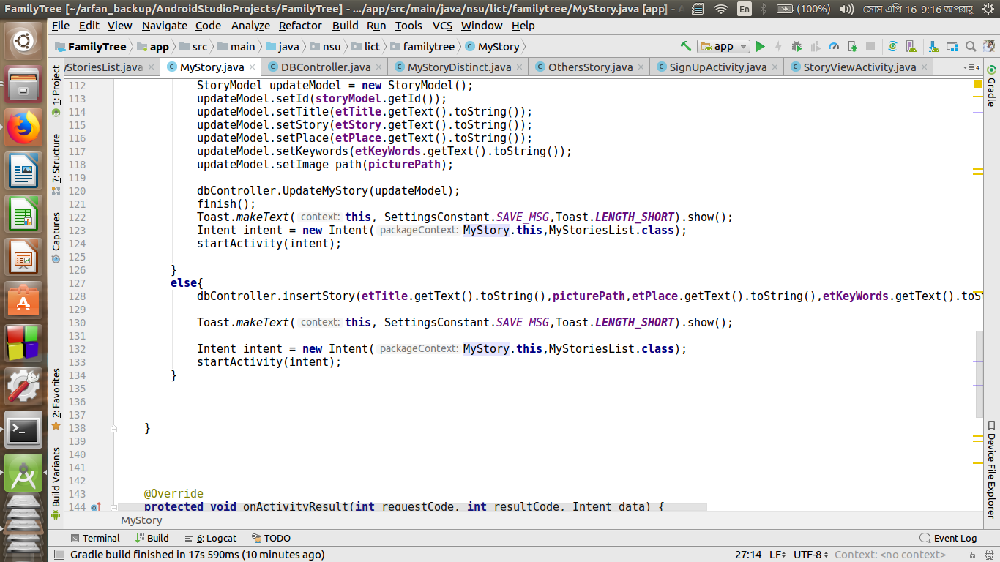 FamilyTree [~/arfan_backup/AndroidStudioProjects/FamilyTree] - .../app/src/main/java/nsu/lict/familytree/MyStory.java [app] - En (100%) সোম এপ্রি 16 9:16 অপরাহ্ণ
File Edit View Navigate Code Analyze Refactor Build Run Tools VCS Window Help
FamilyTree app src main java nsu lict familytree MyStory app
yStoriesList.java MyStory.java DBController.java MyStoryDistinct.java OthersStory.java SignUpActivity.java StoryViewActivity.java 4
1: Project
7: Structure
Captures
2: Favorites
Build Variants
112 StoryModel updateModel = new StoryModel();
113 updateModel.setId(storyModel.getId());
114 updateModel.setTitle(etTitle.getText().toString());
115 updateModel.setStory(etStory.getText().toString());
116 updateModel.setPlace(etPlace.getText().toString());
117 updateModel.setKeywords(etKeyWords.getText().toString());
118 updateModel.setImage_path(picturePath);
119
120 dbController.UpdateMyStory(updateModel);
121 finish();
122 Toast.makeText( context: this, SettingsConstant.SAVE_MSG,Toast.LENGTH_SHORT).show();
123 Intent intent = new Intent( packageContext: MyStory.this,MyStoriesList.class);
124 startActivity(intent);
125
126 }
127 else{
128 dbController.insertStory(etTitle.getText().toString(),picturePath,etPlace.getText().toString(),etKeyWords.getText().toSt
129
130 Toast.makeText( context: this, SettingsConstant.SAVE_MSG,Toast.LENGTH_SHORT).show();
131
132 Intent intent = new Intent( packageContext: MyStory.this,MyStoriesList.class);
133 startActivity(intent);
134 }
135
136
137
138 }
139
140
141
142
143 @Override
144 protected void onActivityResult(int requestCode, int resultCode, Intent data) {
Gradle
Device File Explorer
MyStory
Terminal Build 6: Logcat TODO Event Log
Gradle build finished in 17s 590ms (10 minutes ago) 27:14 LF UTF-8 Context: <no context>